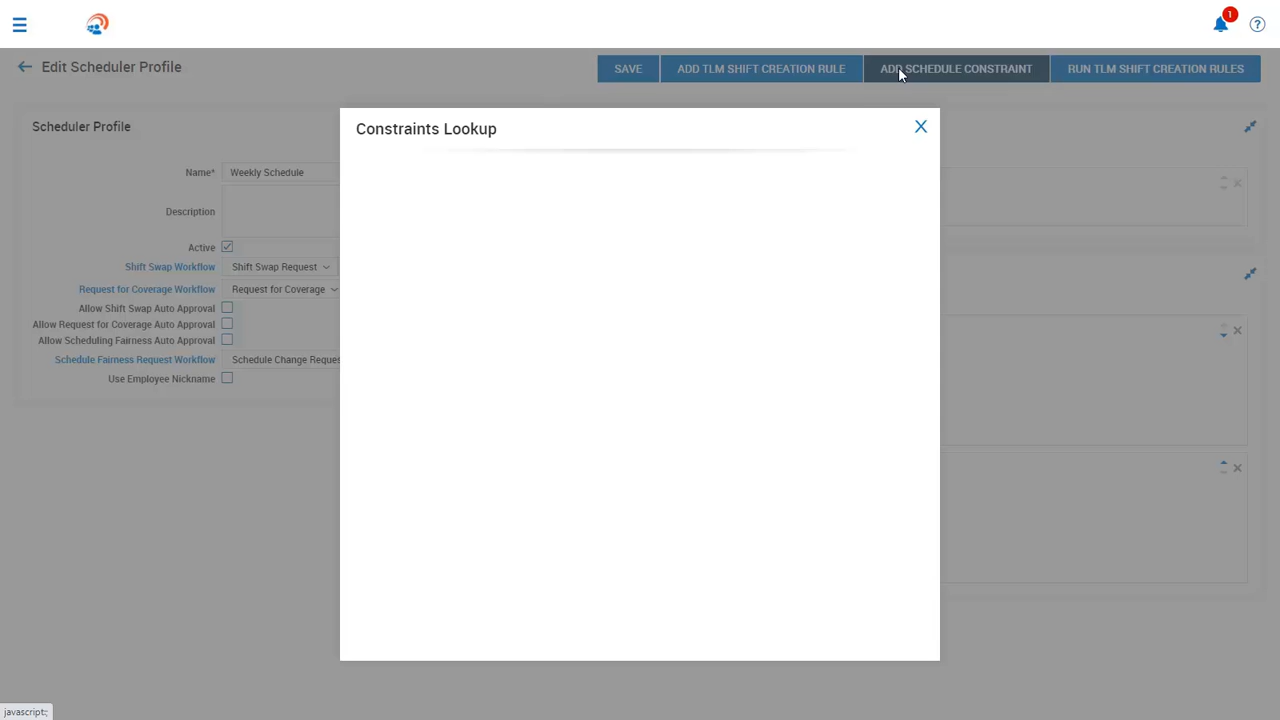 1
Edit Scheduler Profile
SAVE
ADD TLM SHIFT CREATION RULE
ADD SCHEDULE CONSTRAINT
RUN TLM SHIFT CREATION RULES
Constraints Lookup
Scheduler Profile
Name* Weekly Schedule
Description
Active
Shift Swap Workflow Shift Swap Request
Request for Coverage Workflow Request for Coverage
Allow Shift Swap Auto Approval
Allow Request for Coverage Auto Approval
Allow Scheduling Fairness Auto Approval
Schedule Fairness Request Workflow Schedule Change Reques
Use Employee Nickname
javascript:;